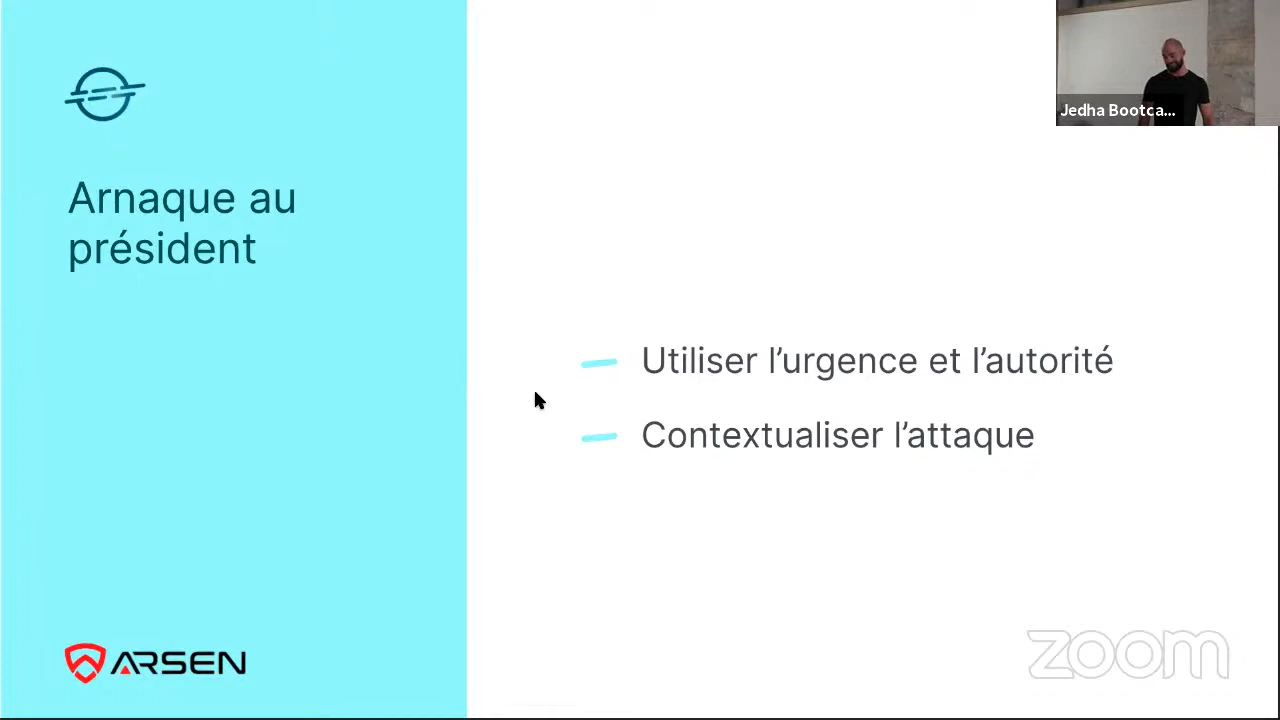 Arnaque au
président
Utiliser l’urgence et l’autorité
Contextualiser l’attaque
ARSEN
Jedha Bootca...
zoom